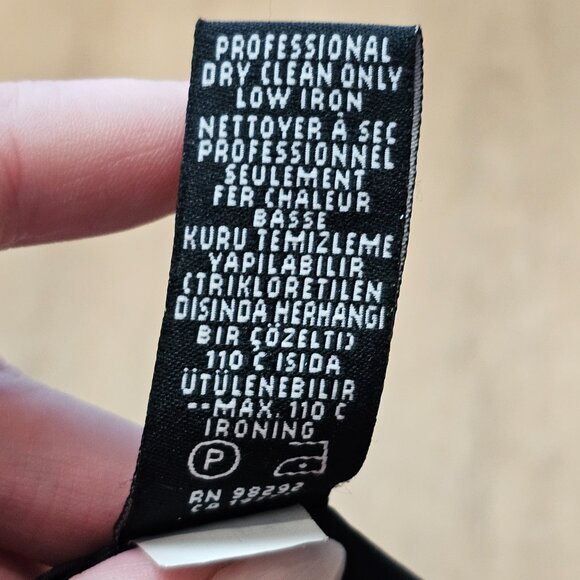 PROFESSIONAL
DRY CLEAN ONLY
LOW IRON
NETTOYER À SEC
PROFESSIONNEL
SEULEMENT
FER CHALEUR
BASSE
KURU TEMIZLEME
YAPILABILIR
(TRIKLORETILEN
DISINDA HERHANGI
BIR ÇÖZELTI)
110 C ISIDA
ÜTÜLENEBILIR
--MAX. 110 C
IRONING
P
RN 98292